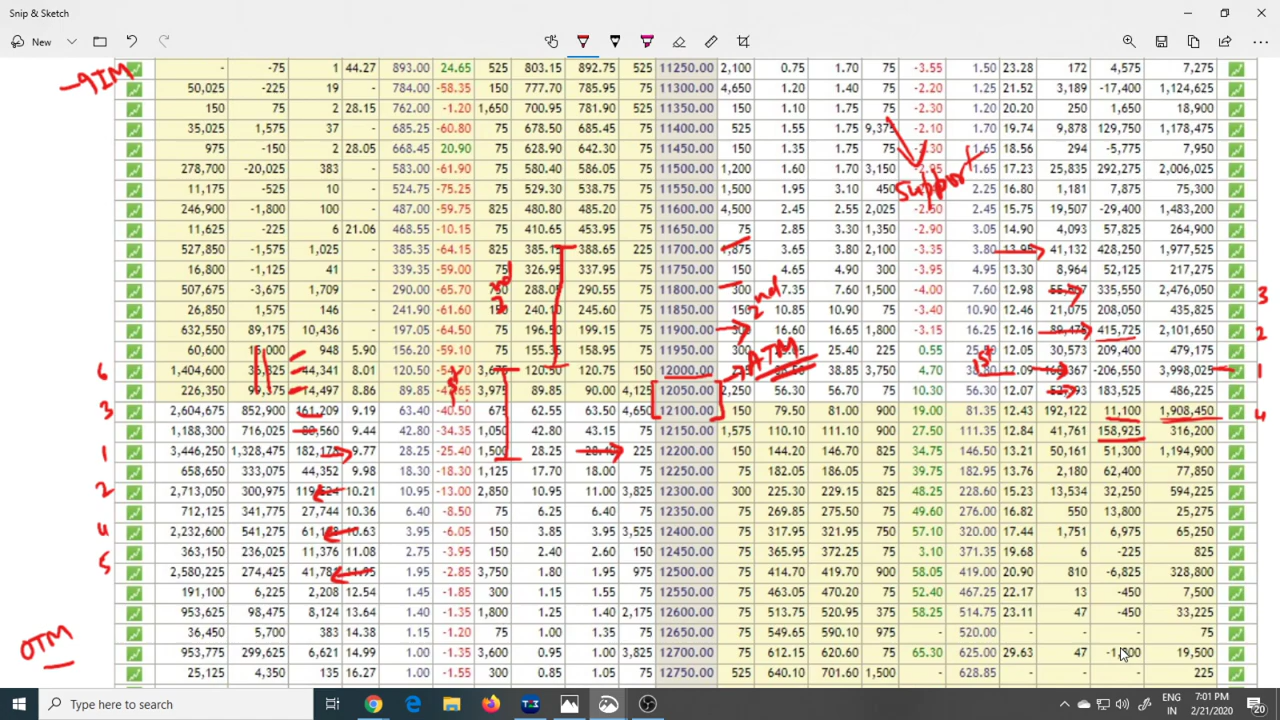 Snip & Sketch
New
ITM
- -75 1 44.27 893.00 24.65 525 803.15 892.75 525 11250.00 2,100 0.75 1.70 75 -3.55 1.50 23.28 172 4,575 7,275
50,025 -225 19 - 784.00 -58.35 150 777.70 785.95 75 11300.00 4,650 1.20 1.40 75 -2.20 1.25 21.52 3,189 -17,400 1,124,625
150 75 2 28.15 762.00 -1.20 1,650 700.95 781.90 525 11350.00 150 1.10 1.75 75 -2.30 1.20 20.20 250 1,650 18,900
35,025 1,575 37 - 685.25 -60.80 75 678.50 685.45 75 11400.00 525 1.55 1.75 9,375 -2.10 1.70 19.74 9,878 129,750 1,178,475
975 -150 2 28.05 668.45 20.90 75 628.90 642.30 75 11450.00 150 1.35 1.75 75 1.65 18.56 294 -5,775 7,950
278,700 -20,025 383 - 583.00 -61.90 75 580.40 586.05 75 11500.00 1,200 1.60 1.70 3,150 -2.95 1.65 17.23 25,835 292,275 2,006,025
support
11,175 -525 10 - 524.75 -75.25 75 529.30 538.75 75 11550.00 1,500 1.95 3.10 450 2.25 16.80 1,181 7,875 75,300
246,900 -1,800 100 - 487.00 -59.75 825 480.80 485.20 75 11600.00 4,500 2.45 2.55 2,025 -2.50 2.45 15.75 19,507 -29,400 1,483,200
11,625 -225 6 21.06 468.55 -10.15 75 410.65 453.95 75 11650.00 75 2.85 3.30 1,350 -2.90 3.05 14.90 4,093 57,825 264,900
527,850 -1,575 1,025 - 385.35 -64.15 825 385.15 388.65 225 11700.00 1,875 3.65 3.80 2,100 -3.35 3.80 13.95 41,132 428,250 1,977,525
16,800 -1,125 41 - 339.35 -59.00 75 326.95 337.95 75 11750.00 150 4.65 4.90 300 -3.95 4.95 13.30 8,964 52,125 217,275
2nd
507,675 -3,675 1,709 - 290.00 -65.70 288.05 290.55 75 11800.00 300 7.35 7.60 1,500 -4.00 7.60 12.98 335,550 2,476,050 3
2nd
26,850 1,575 146 - 241.90 -61.60 150 240.10 245.60 75 11850.00 150 10.85 10.90 75 -3.40 10.90 12.46 21,075 208,050 435,825
632,550 89,175 10,436 - 197.05 -64.50 75 196.50 199.15 75 11900.00 16.60 16.65 1,800 -3.15 16.25 12.16 89,475 415,725 2,101,650 2
60,600 15,000 948 5.90 156.20 -59.10 75 155.35 158.95 75 11950.00 300 25.40 225 0.55 12.05 30,573 209,400 479,175
ATM
1st
6 1,404,600 44,341 8.01 120.50 120.50 120.75 75 12000.00 38.85 3,750 4.70 12.09 -206,550 3,998,025 1
1st
226,350 99,375 14,497 8.86 89.85 3,975 89.85 90.00 4,125 12050.00 2,250 56.30 56.70 75 10.30 56.30 12.07 183,525 486,225
3 2,604,675 852,900 161,209 9.19 63.40 -40.50 675 62.55 63.50 4,650 12100.00 150 79.50 81.00 900 19.00 81.35 12.43 192,122 11,100 1,908,450 4
1,188,300 716,025 9.44 42.80 -34.35 1,050 42.80 43.15 75 12150.00 1,575 110.10 111.10 900 27.50 111.35 12.84 41,761 158,925 316,200
1 3,446,250 1,328,475 9.77 28.25 -25.40 1,500 28.25 28.40 225 12200.00 150 144.20 146.70 825 34.75 146.50 13.21 50,161 51,300 1,194,900
658,650 333,075 44,352 9.98 18.30 -18.30 1,125 17.70 18.00 75 12250.00 75 182.05 186.05 75 39.75 182.95 13.76 2,180 62,400 77,850
2 2,713,050 300,975 10.21 10.95 -13.00 2,850 10.95 11.00 3,825 12300.00 300 225.30 229.15 825 48.25 228.60 15.23 13,534 32,250 594,225
712,125 341,775 27,744 10.36 6.40 -8.50 75 6.25 6.40 75 12350.00 75 269.85 275.50 75 49.60 276.00 16.82 550 13,800 25,275
4 2,232,600 541,275 10.63 3.95 -6.05 150 3.85 3.95 3,525 12400.00 75 317.95 321.95 750 57.10 320.00 17.44 1,751 6,975 65,250
363,150 236,025 11,376 11.08 2.75 -3.95 150 2.40 2.60 150 12450.00 75 365.95 372.25 75 3.10 371.35 19.68 6 -225 825
5 2,580,225 274,425 11.95 1.95 -2.85 3,750 1.80 1.95 975 12500.00 75 414.70 419.70 900 58.05 419.00 20.90 810 -6,825 328,800
191,100 6,225 2,208 12.54 1.45 -1.85 300 1.15 1.55 75 12550.00 75 463.05 470.20 75 52.40 467.25 22.17 13 -450 7,500
953,625 98,475 8,124 13.64 1.40 -1.35 1,800 1.25 1.40 2,175 12600.00 75 513.75 520.95 375 58.25 514.75 23.11 47 -450 33,225
OTM
36,450 5,700 383 14.38 1.15 -1.20 75 1.00 1.35 75 12650.00 75 549.65 590.10 975 - 520.00 - - - 75
953,775 299,625 6,621 14.99 1.00 -1.35 3,600 0.95 1.00 3,825 12700.00 75 612.15 620.60 75 65.30 625.00 29.63 47 19,500
25,125 4,350 135 16.27 1.00 -1.55 300 0.85 1.05 75 12750.00 525 640.10 701.60 1,500 - 628.85 - - - 225
Type here to search
ENG
IN
7:01 PM
2/21/2020
20